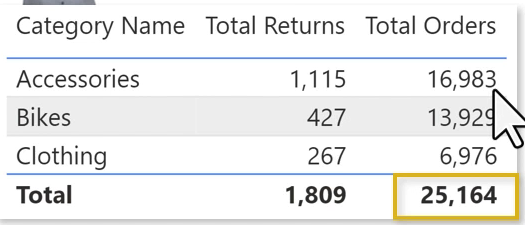 Category Name Total Returns Total Orders
Accessories 1,115 16,983
Bikes 427 13,929
Clothing 267 6,976
Total 1,809 25,164